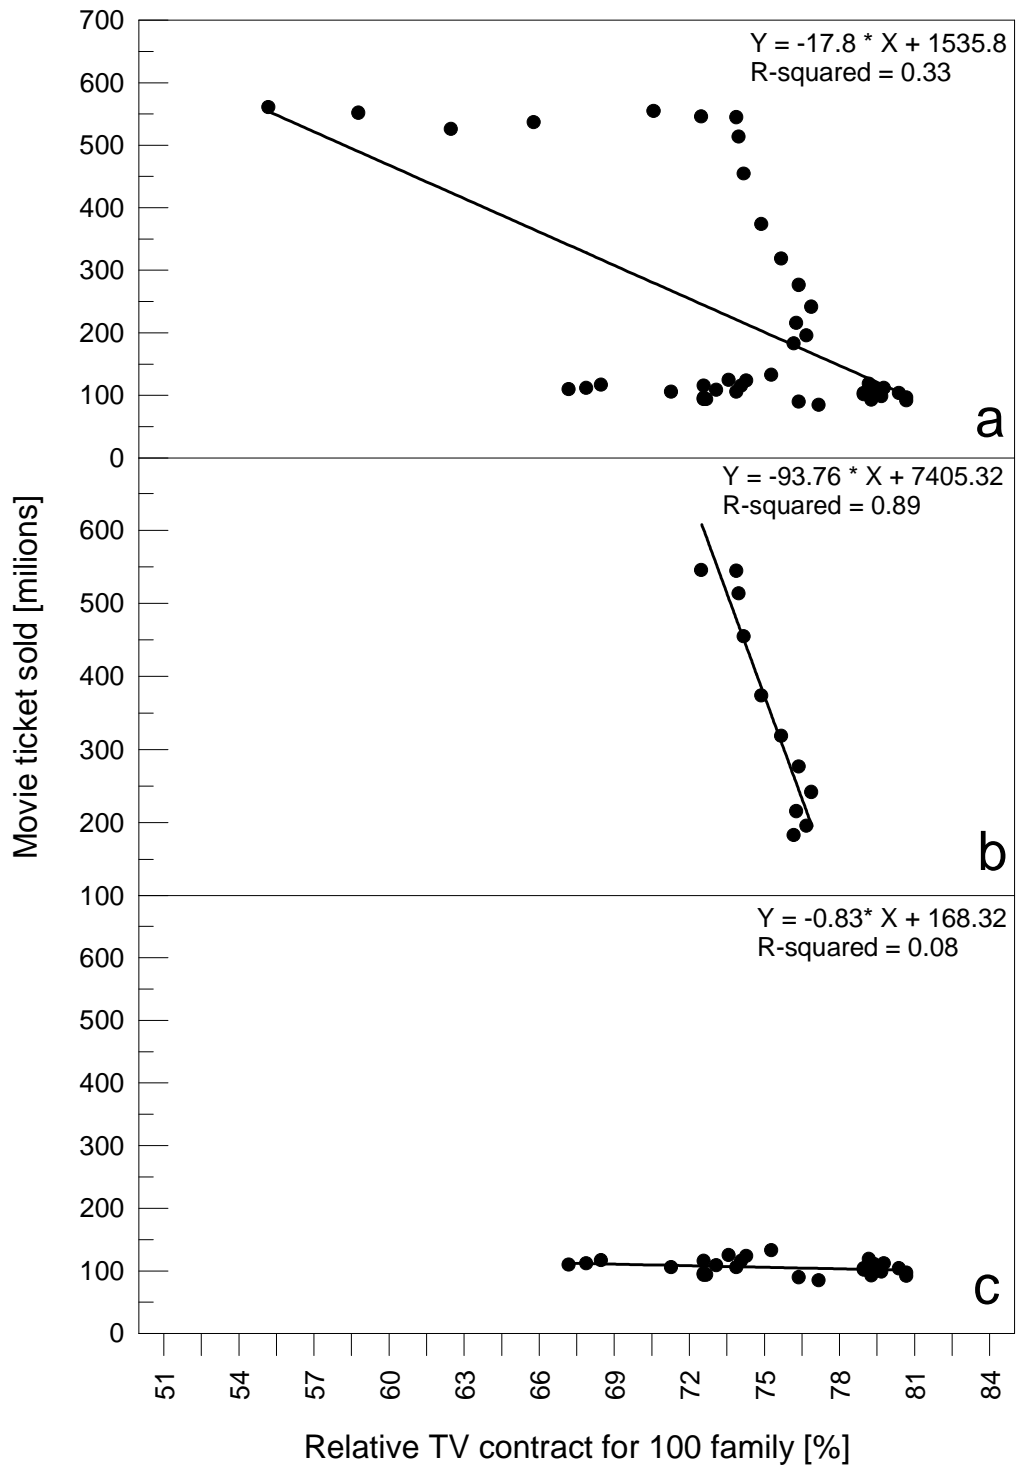 700
Y = -17.8 * X + 1535.8
R-squared = 0.33
600
500
400
300
200
100
a
0
Y = -93.76 * X + 7405.32
R-squared = 0.89
600
500
400
300
200
b
100
Y = -0.83* X + 168.32
R-squared = 0.08
600
500
400
300
200
100
c
0
Movie ticket sold [milions]
51 54 57 60 63 66 69 72 75 78 81 84
Relative TV contract for 100 family [%]